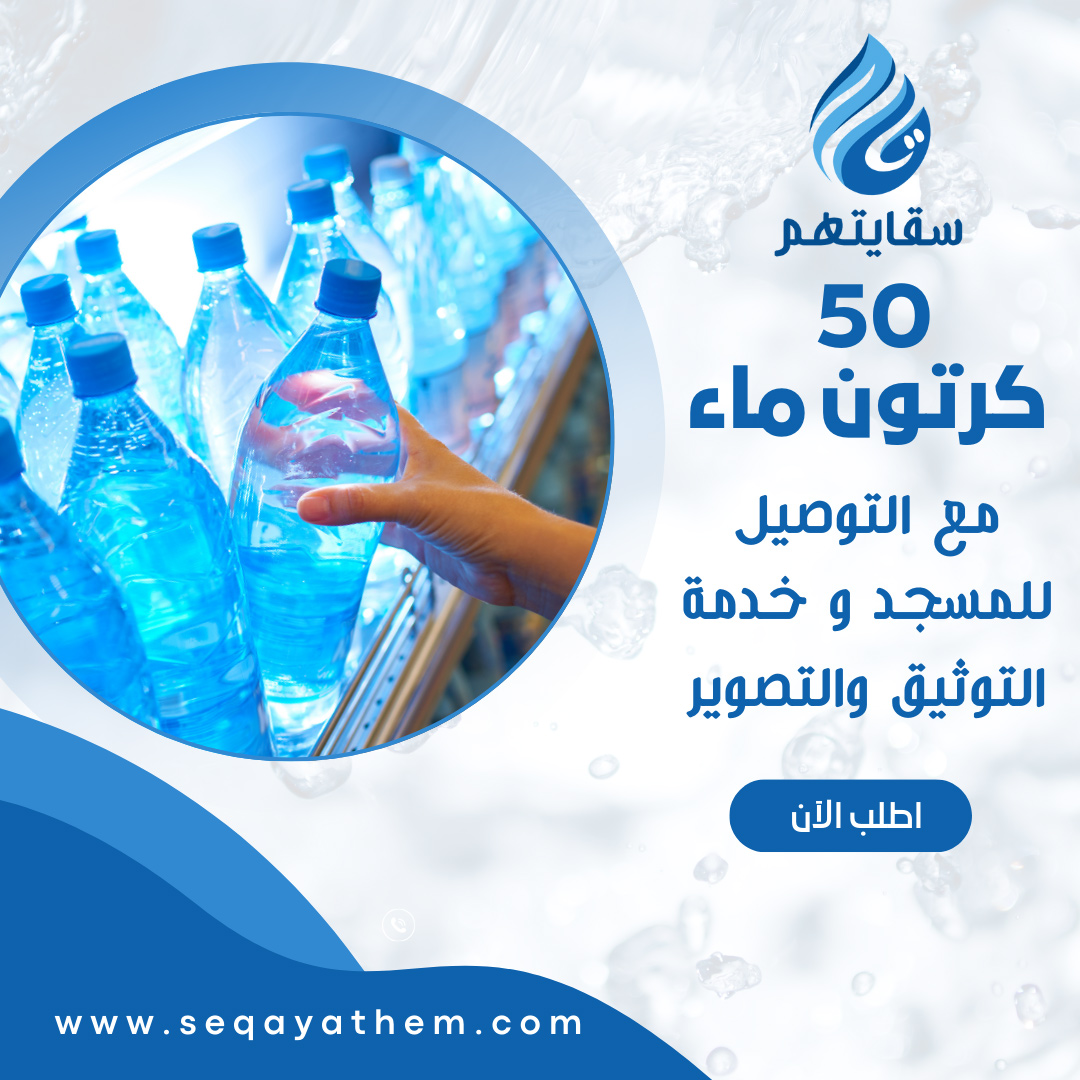 سقايتهم
50
كرتون ماء
مع التوصيل
للمسجد و خدمة
التوثيق والتصوير
اطلب الآن
www.seqayathem.com